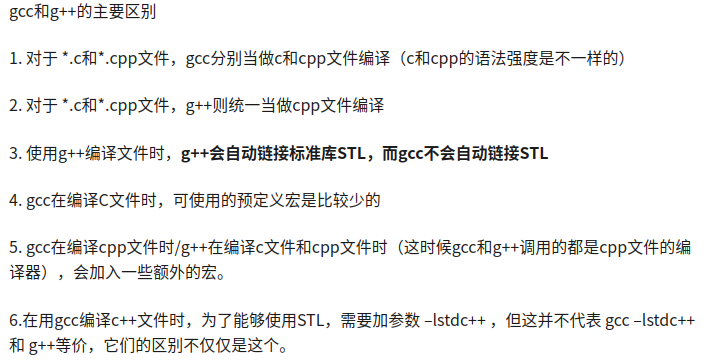 gcc和g++的主要区别
1. 对于 *.c和*.cpp文件，gcc分别当做c和cpp文件编译（c和cpp的语法强度是不一样的）
2. 对于 *.c和*.cpp文件，g++则统一当做cpp文件编译
3. 使用g++编译文件时，g++会自动链接标准库STL，而gcc不会自动链接STL
4. gcc在编译C文件时，可使用的预定义宏是比较少的
5. gcc在编译cpp文件时/g++在编译c文件和cpp文件时（这时候gcc和g++调用的都是cpp文件的编
译器），会加入一些额外的宏。
6.在用gcc编译c++文件时，为了能够使用STL，需要加参数 –lstdc++ ，但这并不代表 gcc –lstdc++
和 g++等价，它们的区别不仅仅是这个。